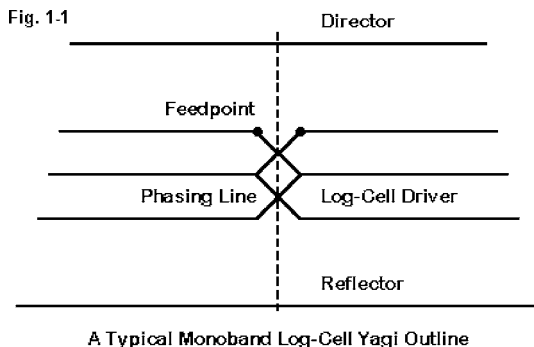 Fig. 1-1
Director
Feedpoint
Phasing Line
Log-Cell Driver
Reflector
A Typical Monoband Log-Cell Yagi Outline